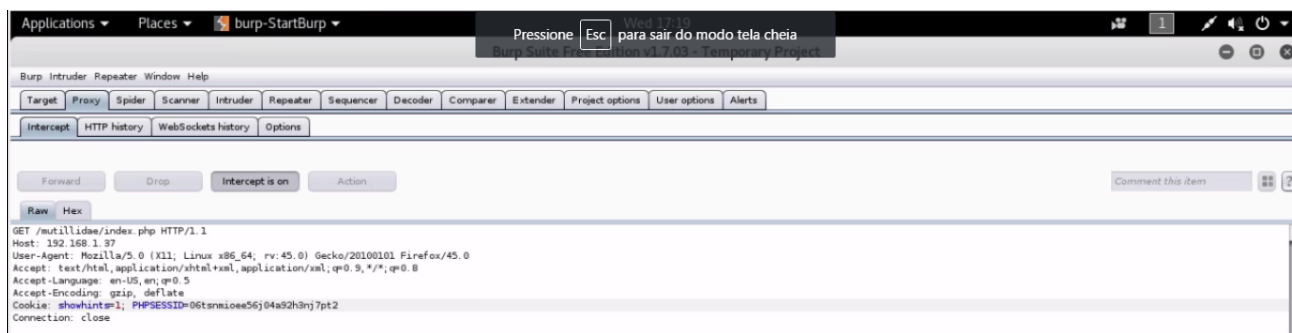 Applications Places burp-StartBurp Wed 17:19 1
Pressione Esc para sair do modo tela cheia
Burp Suite Free Edition v1.7.03 - Temporary Project
Burp Intruder Repeater Window Help
Target Proxy Spider Scanner Intruder Repeater Sequencer Decoder Comparer Extender Project options User options Alerts
Intercept HTTP history WebSockets history Options
Forward Drop Intercept is on Action Comment this item ?
Raw Hex
GET /mutillidae/index.php HTTP/1.1
Host: 192.168.1.37
User-Agent: Mozilla/5.0 (X11; Linux x86_64; rv:45.0) Gecko/20100101 Firefox/45.0
Accept: text/html,application/xhtml+xml,application/xml;q=0.9,*/*;q=0.8
Accept-Language: en-US,en;q=0.5
Accept-Encoding: gzip, deflate
Cookie: showhints=1; PHPSESSID=06tsnmioee56j04a92h3nj7pt2
Connection: close